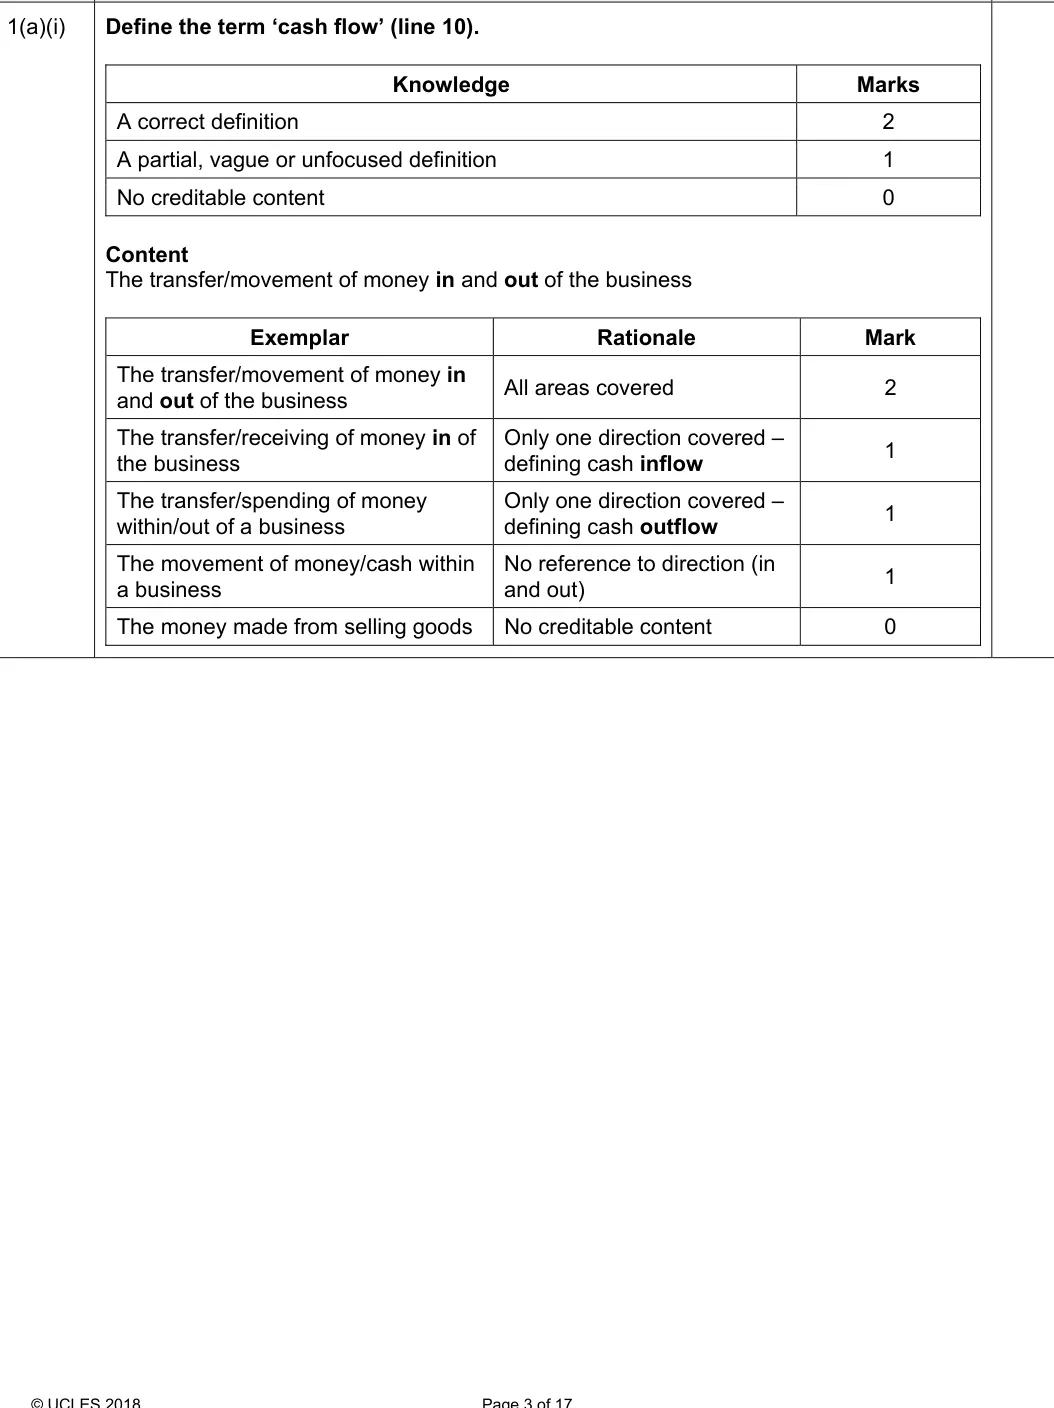 1(a)(i) Define the term ‘cash flow’ (line 10).
Knowledge Marks
A correct definition 2
A partial, vague or unfocused definition 1
No creditable content 0
Content
The transfer/movement of money in and out of the business
Exemplar Rationale Mark
The transfer/movement of money in
and out of the business
All areas covered 2
The transfer/receiving of money in of
the business
Only one direction covered –
defining cash inflow
1
The transfer/spending of money
within/out of a business
Only one direction covered –
defining cash outflow
1
The movement of money/cash within
a business
No reference to direction (in
and out)
1
The money made from selling goods No creditable content 0
© UCLES 2018 Page 3 of 17